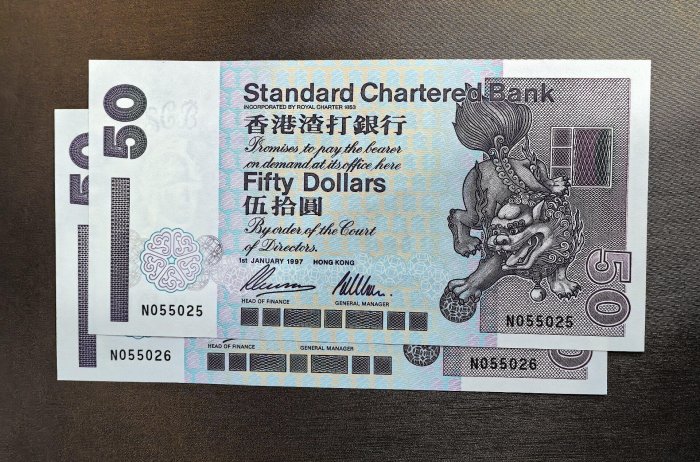 50
Standard Chartered Bank
INCORPORATED BY ROYAL CHARTER 1853
香港渣打銀行
Promises to pay the bearer
on demand at its office here
Fifty Dollars
伍拾圓
By order of the Court
of Directors.
1ST JANUARY 1997 HONG KONG
HEAD OF FINANCE GENERAL MANAGER
N055025 N055025
50
50
HEAD OF FINANCE GENERAL MANAGER
N055026 N055026